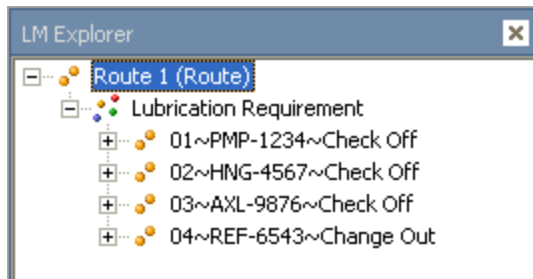 LM Explorer
Route 1 (Route)
Lubrication Requirement
01~PMP-1234~Check Off
02~HNG-4567~Check Off
03~AXL-9876~Check Off
04~REF-6543~Change Out